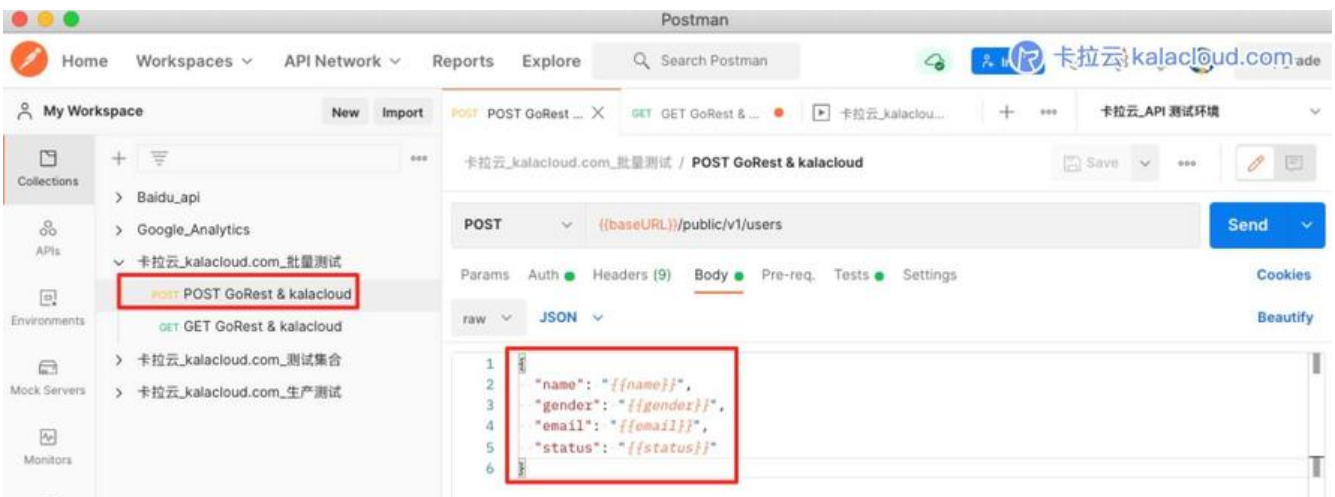 Postman
Home Workspaces API Network Reports Explore Search Postman 卡拉云 kalacloud.com ade
My Workspace New Import POST POST GoRest ... GET GET GoRest & ... 卡拉云_kalaclou... 卡拉云_API 测试环境
Collections
卡拉云_kalacloud.com_批量测试 / POST GoRest & kalacloud Save
Baidu_api
APIs
Google_Analytics
POST {{baseURL}}/public/v1/users Send
卡拉云_kalacloud.com_批量测试
Params Auth Headers (9) Body Pre-req. Tests Settings Cookies
POST POST GoRest & kalacloud
Environments
raw JSON Beautify
GET GET GoRest & kalacloud
卡拉云_kalacloud.com_测试集合
Mock Servers
卡拉云_kalacloud.com_生产测试
Monitors
1 {
2 "name": "{{name}}",
3 "gender": "{{gender}}",
4 "email": "{{email}}",
5 "status": "{{status}}"
6 }